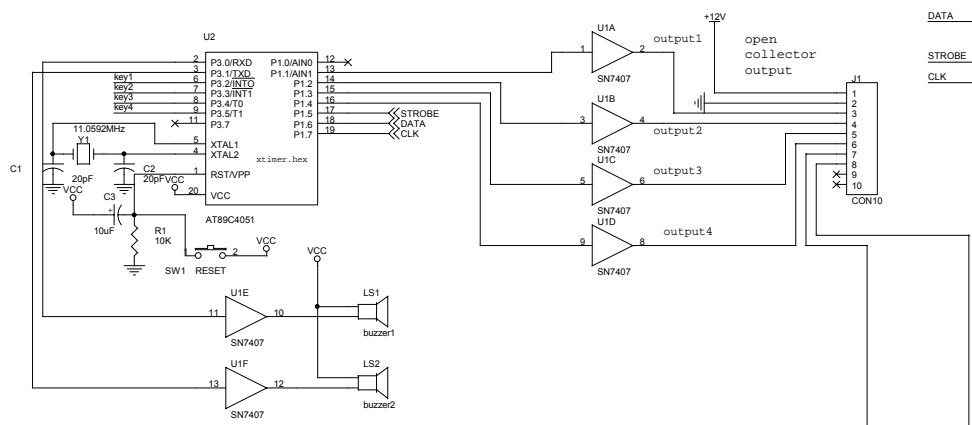 DATA
+12V
U1A
output1
open
collector
output
U2
STROBE
CLK
2
P3.0/RXD
P1.0/AIN0
12
1
2
3
P3.1/TXD
P1.1/AIN1
13
J1
key1
6
P3.2/INTO
P1.2
14
SN7407
key2
7
P3.3/INT1
P1.3
15
1
key3
8
P3.4/T0
P1.4
16
U1B
2
key4
9
P3.5/T1
P1.5
17
STROBE
3
11
P3.7
P1.6
18
DATA
3
4
output2
4
11.0592MHz
P1.7
19
CLK
5
Y1
5
XTAL1
SN7407
6
4
XTAL2
xtimer.hex
U1C
7
C1
C2
8
20pF
20pF
1
RST/VPP
5
6
output3
9
VCC
VCC
20
VCC
10
C3
SN7407
CON10
+
10uF
AT89C4051
U1D
R1
10K
VCC
9
8
output4
1
2
VCC
SW1
RESET
SN7407
U1E
LS1
11
10
SN7407
buzzer1
U1F
LS2
13
12
SN7407
buzzer2